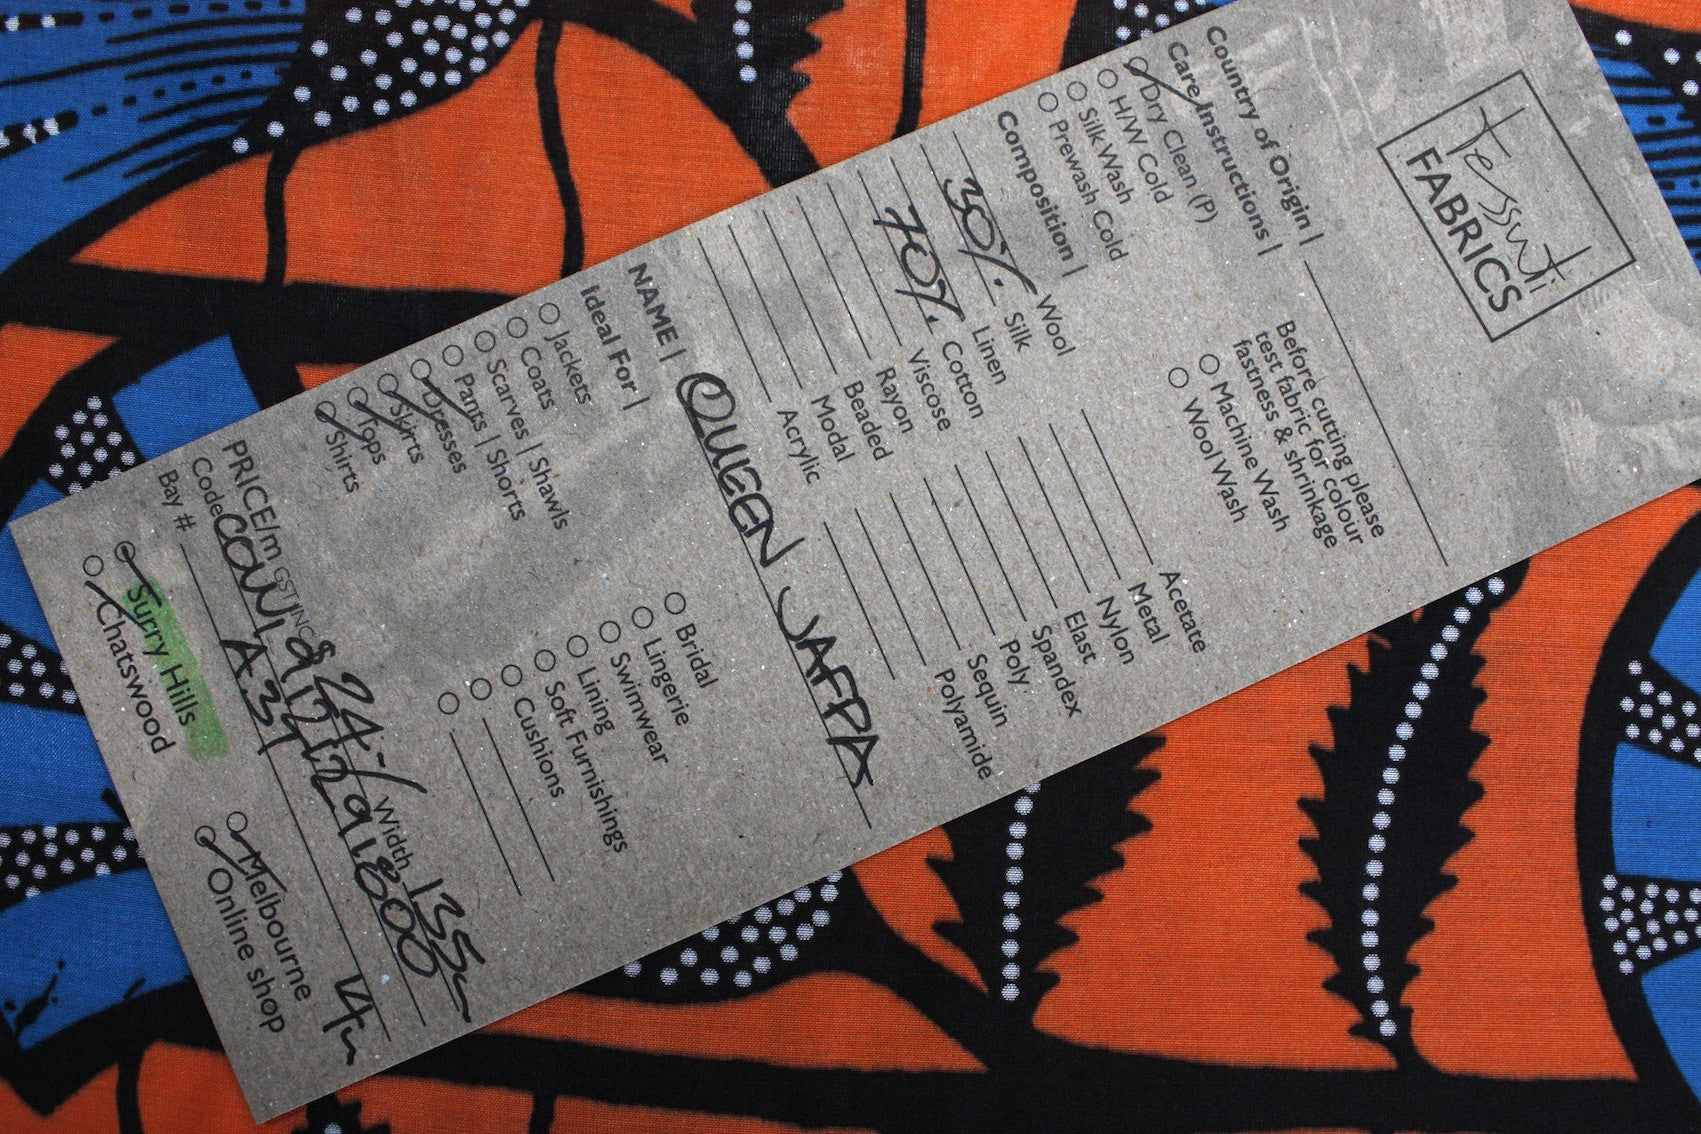 Tessuti
FABRICS
Country of Origin |
Care Instructions |
Dry Clean (P)
H/W Cold
Silk Wash
Prewash Cold
Before cutting please
test fabric for colour
fastness & shrinkage
Machine Wash
Wool Wash
Composition |
Wool
30% Silk
Linen
70% Cotton
Viscose
Rayon
Beaded
Modal
Acrylic
Acetate
Metal
Nylon
Elast
Spandex
Poly
Sequin
Polyamide
NAME | QUEEN JAFPA
Ideal For |
Jackets
Coats
Scarves | Shawls
Pants | Shorts
Dresses
Skirts
Tops
Shirts
Bridal
Lingerie
Swimwear
Lining
Soft Furnishings
Cushions
PRICE/m GST INC 24.- Width 135
Code
Bay #
Surry Hills
Chatswood
Melbourne
Online shop